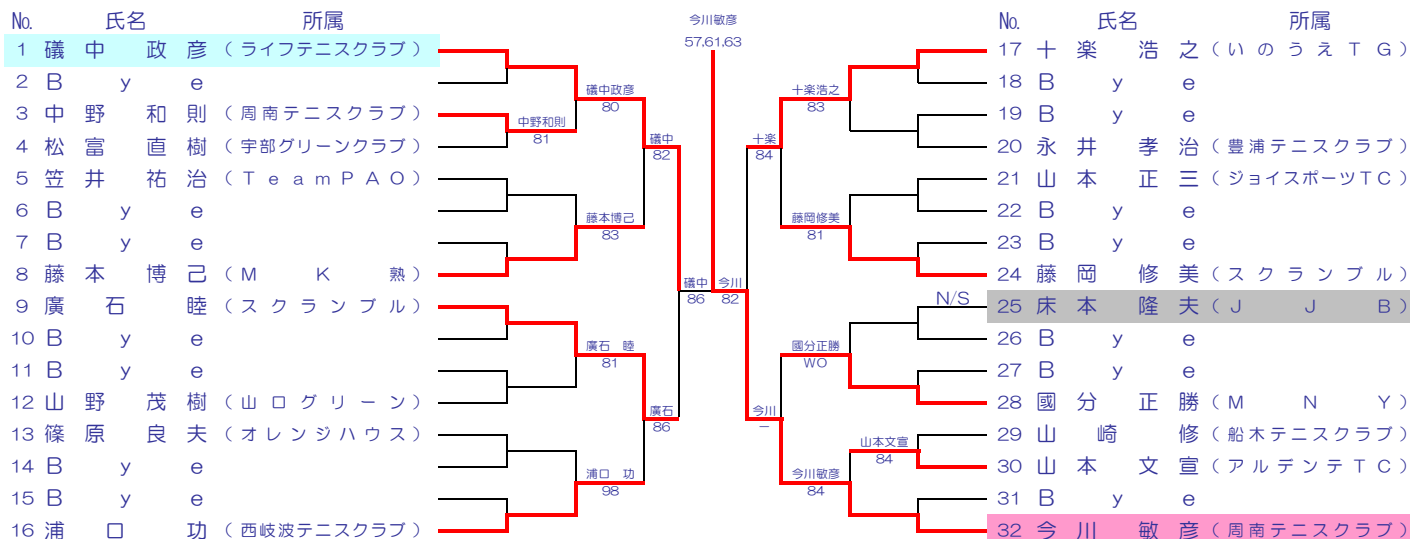 No. 氏名 所属
1 礒中 政彦 (ライフテニスクラブ)
2 Bye
3 中野 和則 (周南テニスクラブ)
4 松富 直樹 (宇部グリーンクラブ)
5 笠井 祐治 (TeamPAO)
6 Bye
7 Bye
8 藤本 博己 (MK熟)
9 廣石 睦 (スクランブル)
10 Bye
11 Bye
12 山野 茂樹 (山口グリーン)
13 篠原 良夫 (オレンジハウス)
14 Bye
15 Bye
16 浦口 功 (西岐波テニスクラブ)
中野和則
81
礒中政彦
80
藤本博己
83
廣石 睦
81
浦口 功
98
礒中
82
廣石
86
礒中
86
今川敏彦
57,61,63
今川
82
十楽
84
今川
–
十楽浩之
83
藤岡修美
81
國分正勝
WO
今川敏彦
84
山本文宣
84
N/S
No. 氏名 所属
17 十楽 浩之 (いのうえTG)
18 Bye
19 Bye
20 永井 孝治 (豊浦テニスクラブ)
21 山本 正三 (ジョイスポーツTC)
22 Bye
23 Bye
24 藤岡 修美 (スクランブル)
25 床本 隆夫 (JJB)
26 Bye
27 Bye
28 國分 正勝 (MNY)
29 山崎 修 (船木テニスクラブ)
30 山本 文宣 (アルデンテTC)
31 Bye
32 今川 敏彦 (周南テニスクラブ)